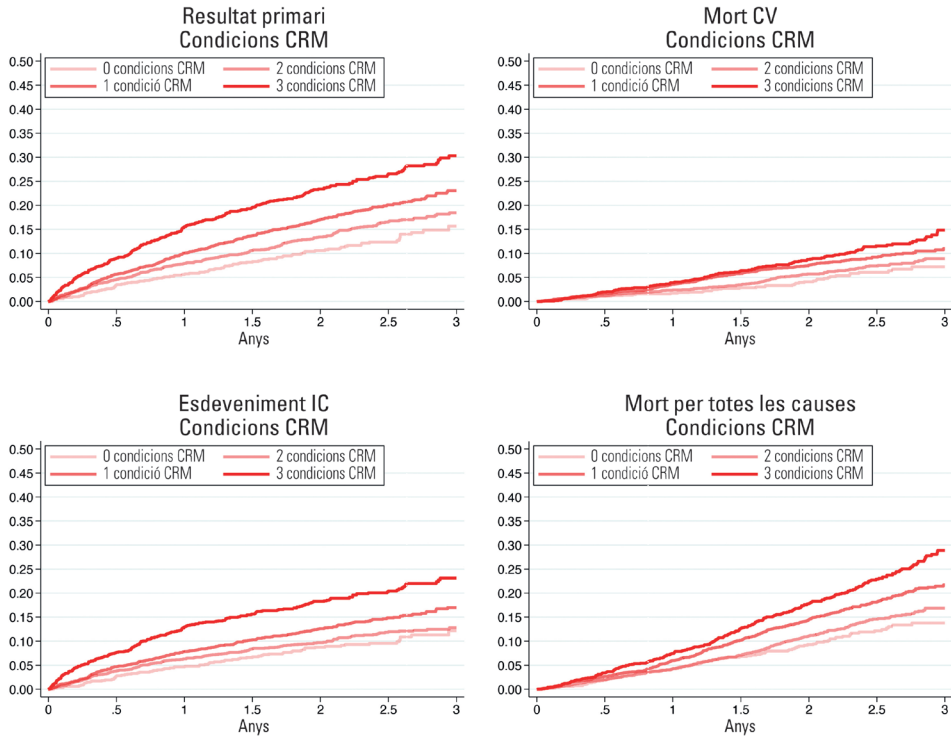 Resultat primari
Condicions CRM
0 condicions CRM
2 condicions CRM
1 condició CRM
3 condicions CRM
0.50
0.45
0.40
0.35
0.30
0.25
0.20
0.15
0.10
0.05
0.00
0
.5
1
1.5
2
2.5
3
Anys
Mort CV
Condicions CRM
0 condicions CRM
2 condicions CRM
1 condició CRM
3 condicions CRM
0.50
0.45
0.40
0.35
0.30
0.25
0.20
0.15
0.10
0.05
0.00
0
.5
1
1.5
2
2.5
3
Anys
Esdeveniment IC
Condicions CRM
0 condicions CRM
2 condicions CRM
1 condició CRM
3 condicions CRM
0.50
0.45
0.40
0.35
0.30
0.25
0.20
0.15
0.10
0.05
0.00
0
.5
1
1.5
2
2.5
3
Anys
Mort per totes les causes
Condicions CRM
0 condicions CRM
2 condicions CRM
1 condició CRM
3 condicions CRM
0.50
0.45
0.40
0.35
0.30
0.25
0.20
0.15
0.10
0.05
0.00
0
.5
1
1.5
2
2.5
3
Anys